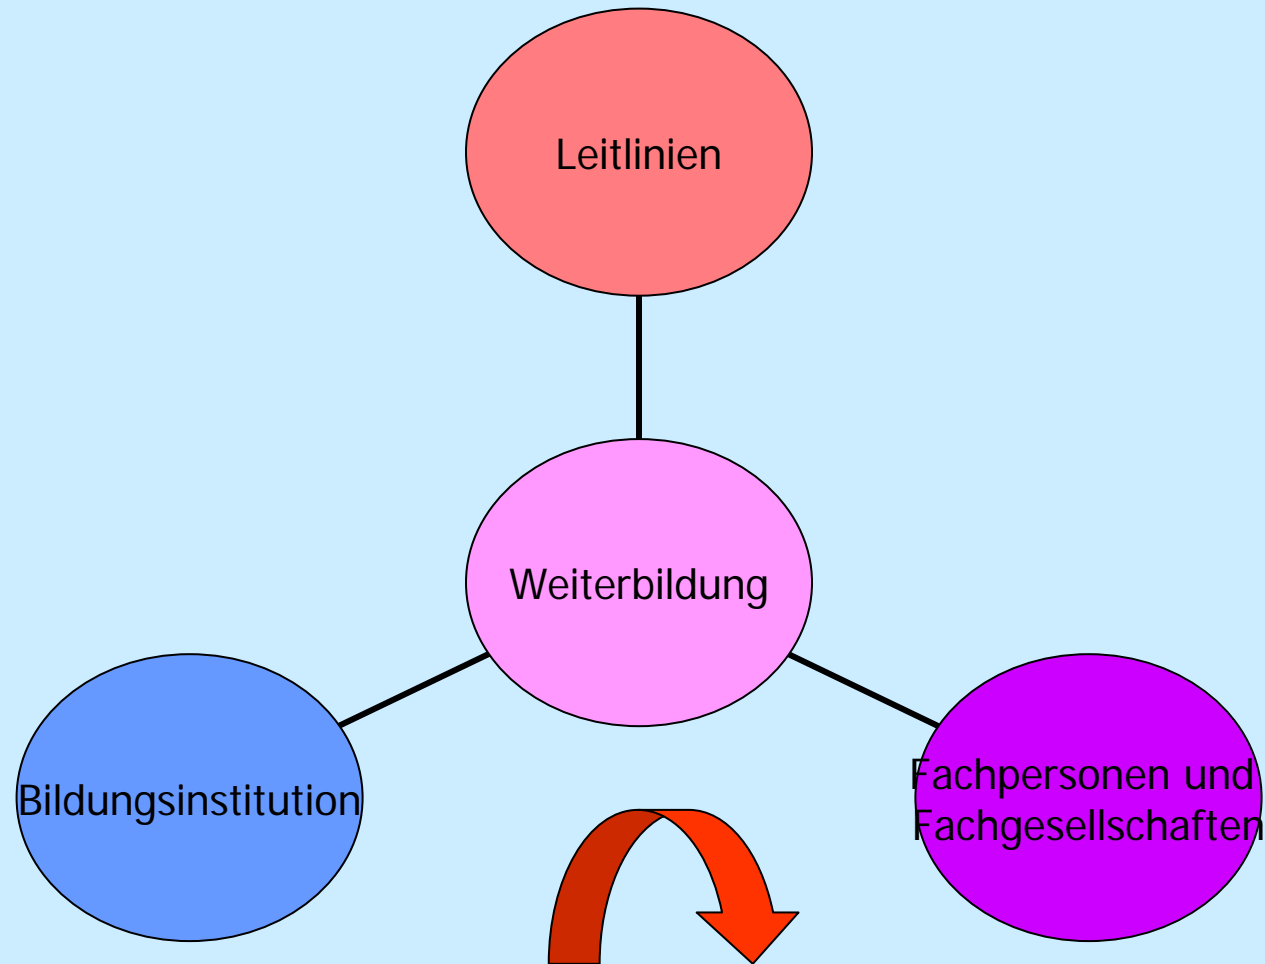 Leitlinien
Weiterbildung
Bildungsinstitution
Fachpersonen und
Fachgesellschaften